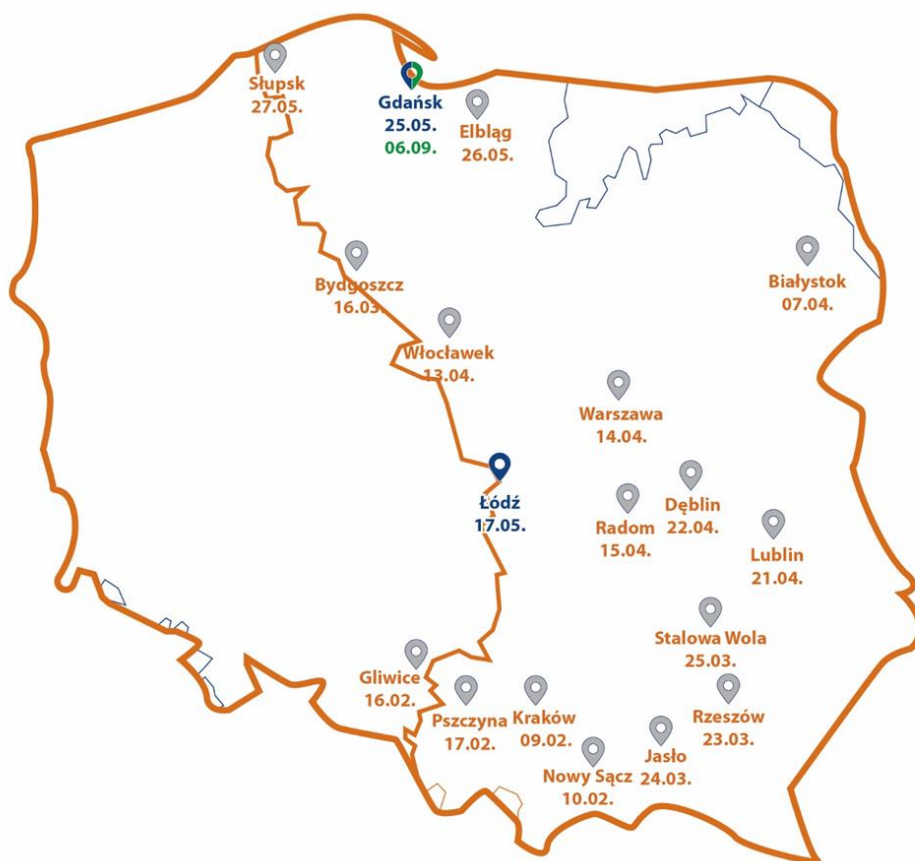 Słupsk
27.05.
Gdańsk
25.05.
06.09.
Elbląg
26.05.
Bydgoszcz
16.03.
Białystok
07.04.
Włocławek
13.04.
Warszawa
14.04.
Łódź
17.05.
Radom
15.04.
Dęblin
22.04.
Lublin
21.04.
Stalowa Wola
25.03.
Gliwice
16.02.
Pszczyna
17.02.
Kraków
09.02.
Nowy Sącz
10.02.
Jasło
24.03.
Rzeszów
23.03.